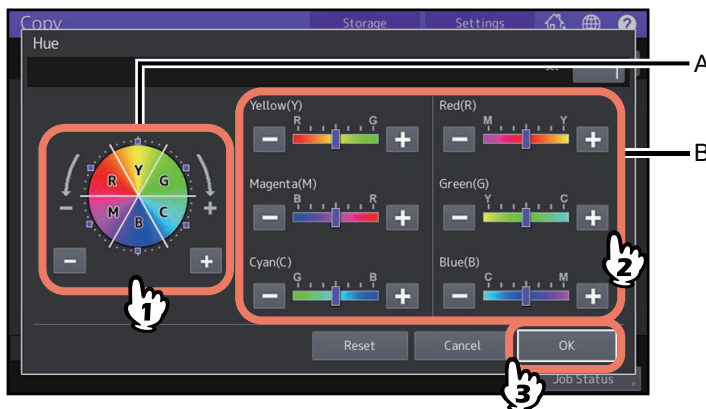 Copy
Storage
Settings
?
Hue
A
Yellow(Y)
R G
Red(R)
M Y
B
Magenta(M)
B R
Green(G)
Y C
Cyan(C)
G B
Blue(B)
C M
Y
R G
M C
B
- +
- +
1
2
Reset
Cancel
OK
3
Job Status